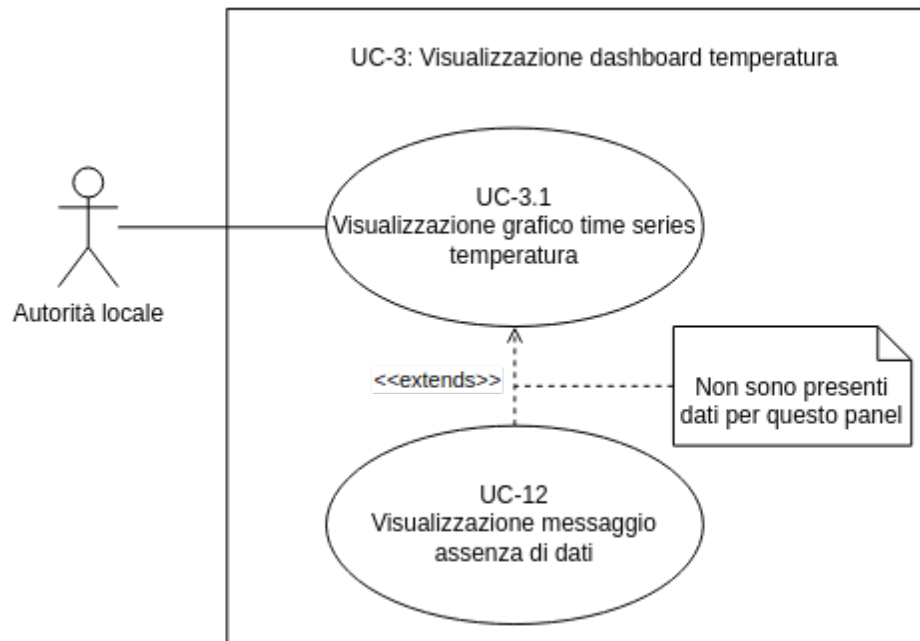 UC-3: Visualizzazione dashboard temperatura
UC-3.1
Visualizzazione grafico time series
temperatura
Autorità locale
<<extends>>
Non sono presenti
dati per questo panel
UC-12
Visualizzazione messaggio
assenza di dati